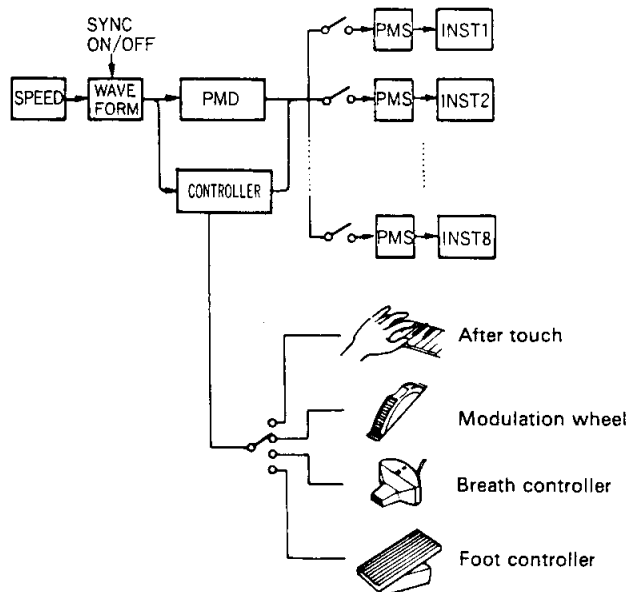 SYNC
ON/OFF
SPEED
WAVE
FORM
PMD
CONTROLLER
PMS
INST1
PMS
INST2
PMS
INST8
After touch
Modulation wheel
Breath controller
Foot controller